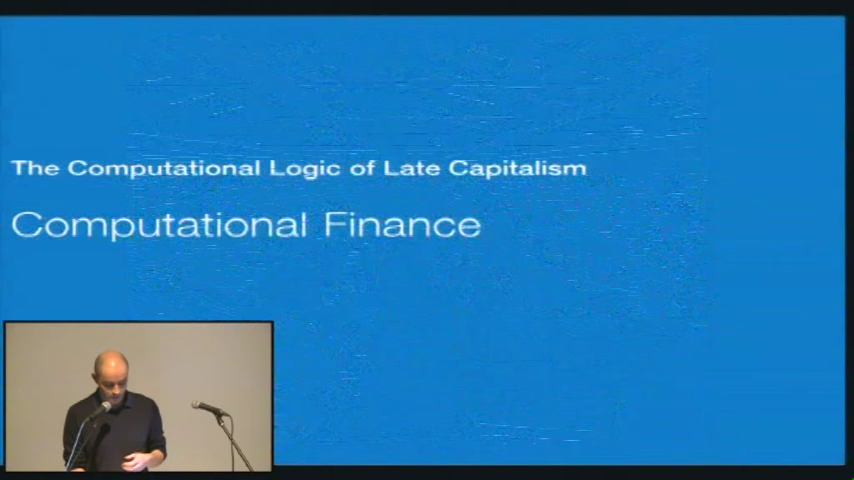 The Computational Logic of Late Capitalism
Computational Finance